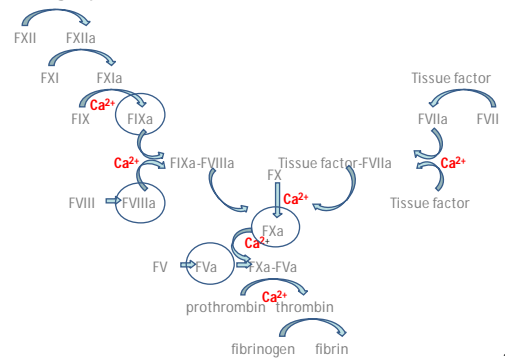 FXII FXIIa
FXI FXIa
Tissue factor
Ca2+
FIX FIXa
FVIIa FVII
Ca2+
FIXa-FVIIIa
Tissue factor-FVIIa
Ca2+
FX
Ca2+
FVIII FVIIIa
Tissue factor
FXa
Ca2+
FV FVa FXa-FVa
Ca2+
prothrombin thrombin
fibrinogen fibrin